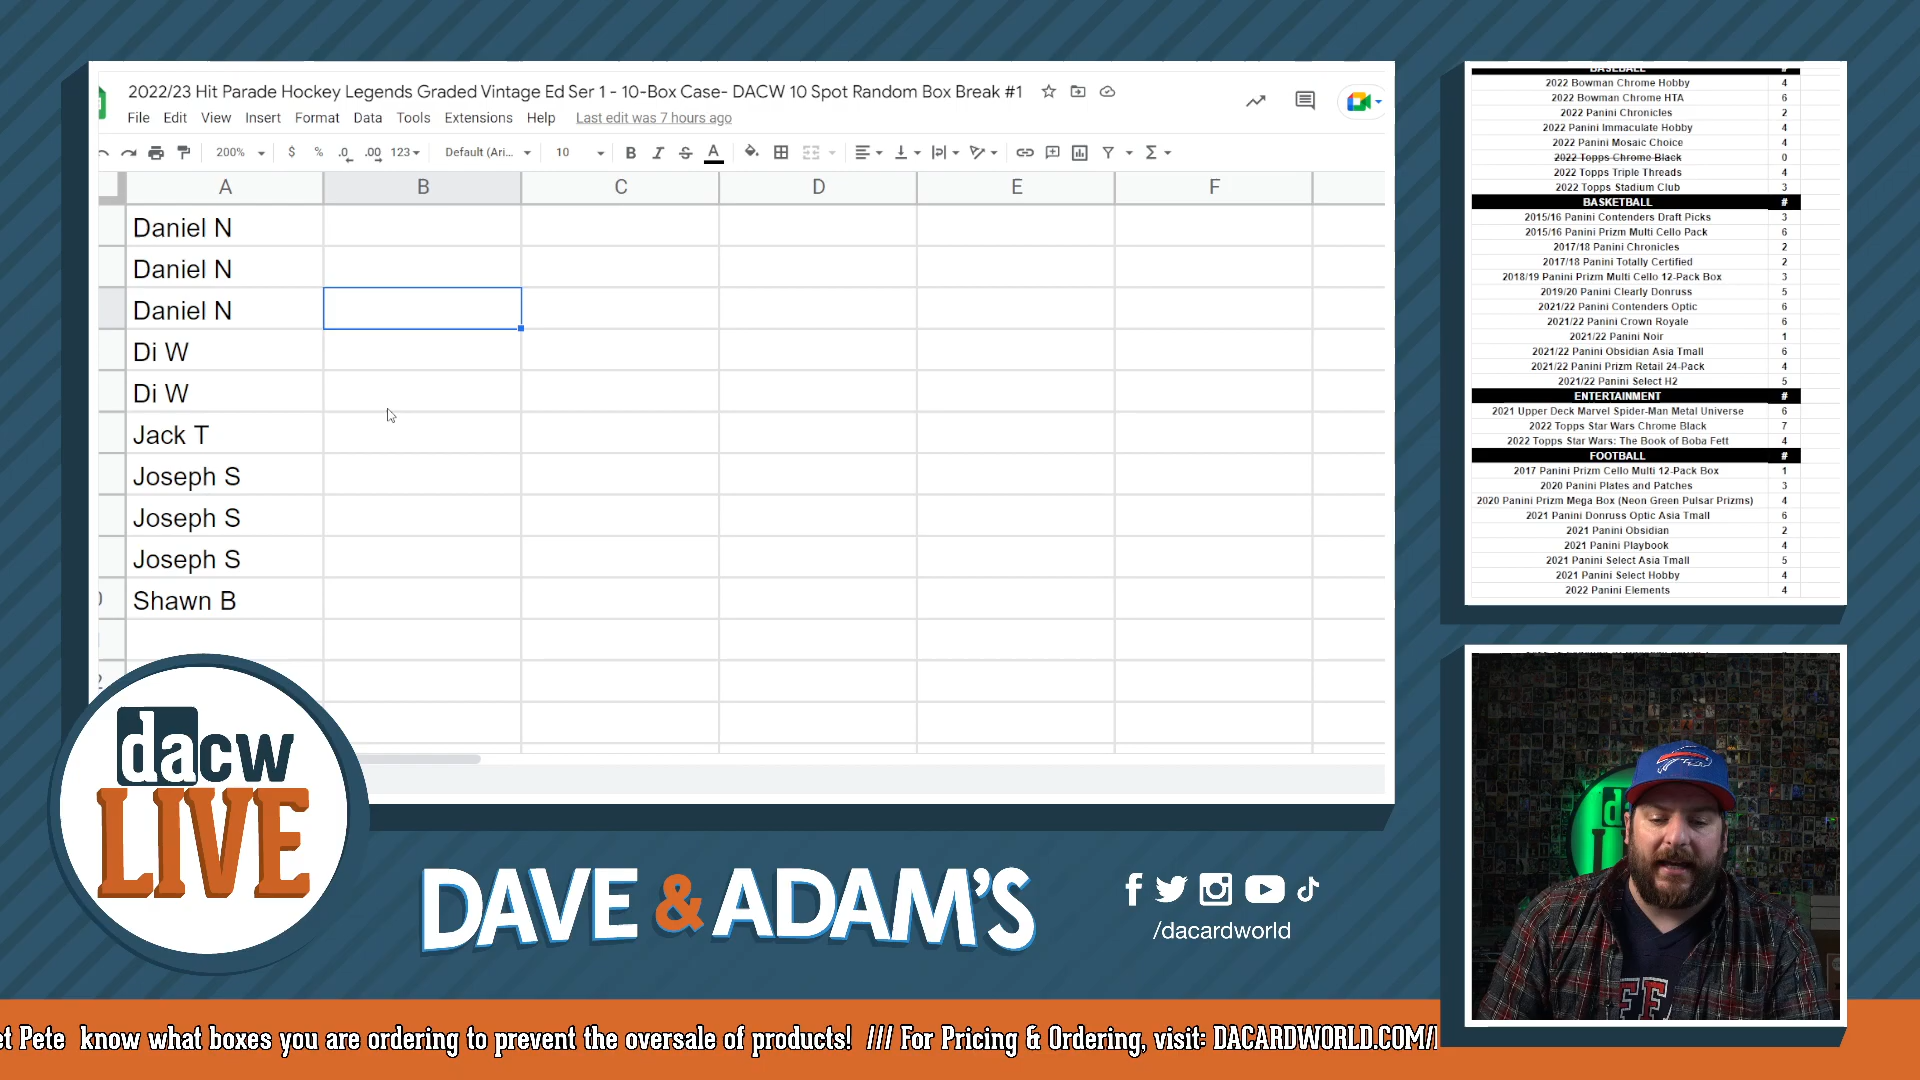 2022/23 Hit Parade Hockey Legends Graded Vintage Ed Ser 1 - 10-Box Case- DACW 10 Spot Random Box Break #1
File Edit View Insert Format Data Tools Extensions Help Last edit was 7 hours ago
200% $ % .0 .00 123 Default (Ari... 10 B I S A
A B C D E F
Daniel N
Daniel N
Daniel N
Di W
Di W
Jack T
Joseph S
Joseph S
Joseph S
Shawn B
BASEBALL #
2022 Bowman Chrome Hobby 4
2022 Bowman Chrome HTA 6
2022 Panini Chronicles 2
2022 Panini Immaculate Hobby 4
2022 Panini Mosaic Choice 4
2022 Topps Chrome Black 0
2022 Topps Triple Threads 4
2022 Topps Stadium Club 3
BASKETBALL #
2015/16 Panini Contenders Draft Picks 3
2015/16 Panini Prizm Multi Cello Pack 6
2017/18 Panini Chronicles 2
2017/18 Panini Totally Certified 2
2018/19 Panini Prizm Multi Cello 12-Pack Box 3
2019/20 Panini Clearly Donruss 5
2021/22 Panini Contenders Optic 6
2021/22 Panini Crown Royale 6
2021/22 Panini Noir 1
2021/22 Panini Obsidian Asia Tmall 6
2021/22 Panini Prizm Retail 24-Pack 4
2021/22 Panini Select H2 5
ENTERTAINMENT #
2021 Upper Deck Marvel Spider-Man Metal Universe 6
2022 Topps Star Wars Chrome Black 7
2022 Topps Star Wars: The Book of Boba Fett 4
FOOTBALL #
2017 Panini Prizm Cello Multi 12-Pack Box 1
2020 Panini Plates and Patches 3
2020 Panini Prizm Mega Box (Neon Green Pulsar Prizms) 4
2021 Panini Donruss Optic Asia Tmall 6
2021 Panini Obsidian 2
2021 Panini Playbook 4
2021 Panini Select Asia Tmall 5
2021 Panini Select Hobby 4
2022 Panini Elements 4
dacw
LIVE
DAVE & ADAM'S
/dacardworld
et Pete know what boxes you are ordering to prevent the oversale of products! /// For Pricing & Ordering, visit: DACARDWORLD.COM/